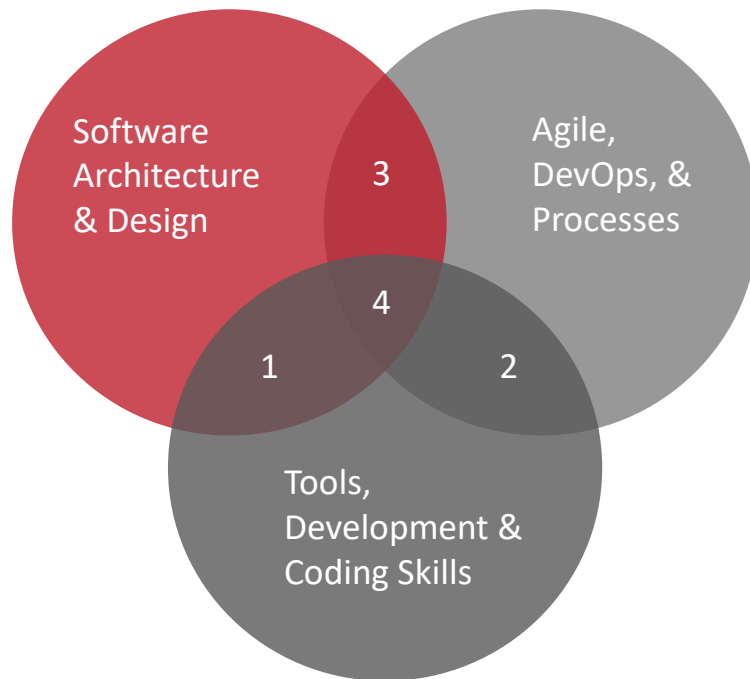 Software
Architecture
& Design
Agile,
DevOps, &
Processes
3
4
1
2
Tools,
Development &
Coding Skills